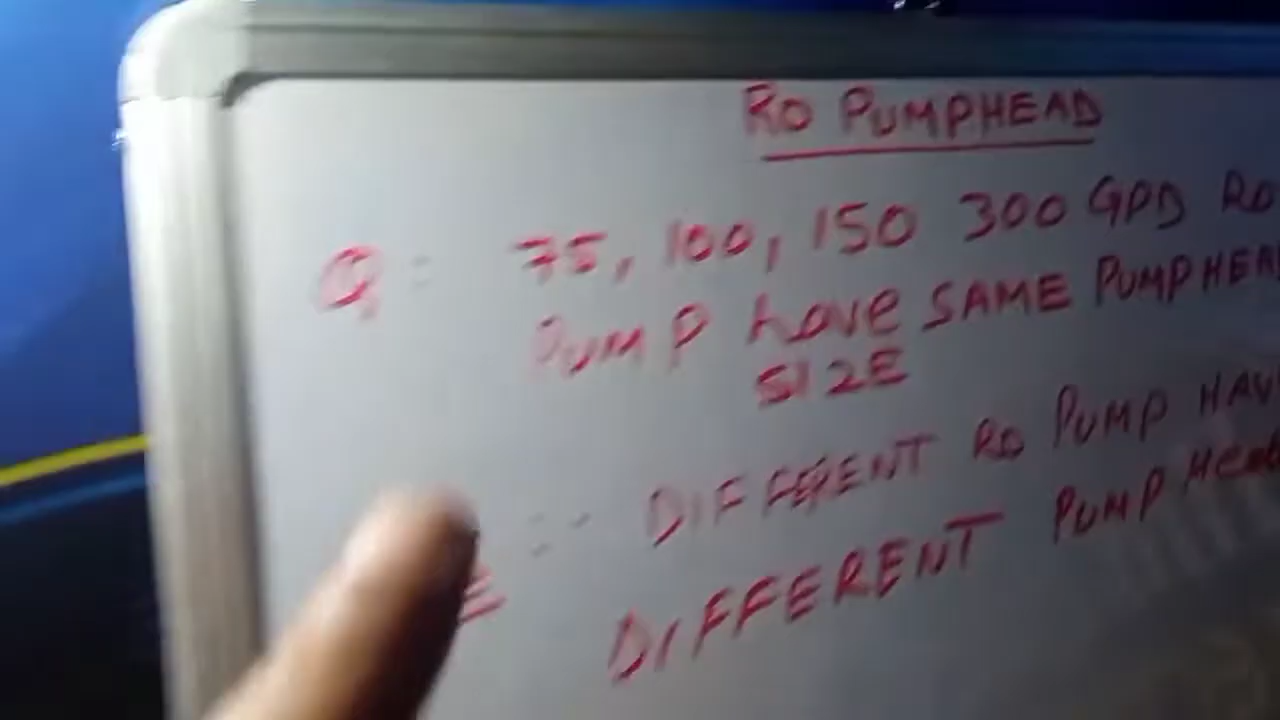 RO PUMPHEAD
Q: 75, 100, 150 300 GPD RO
PUMP have SAME PUMPHEA
SIZE
:- DIFFERENT RO PUMP HAV
DIFFERENT PUMP HEAD